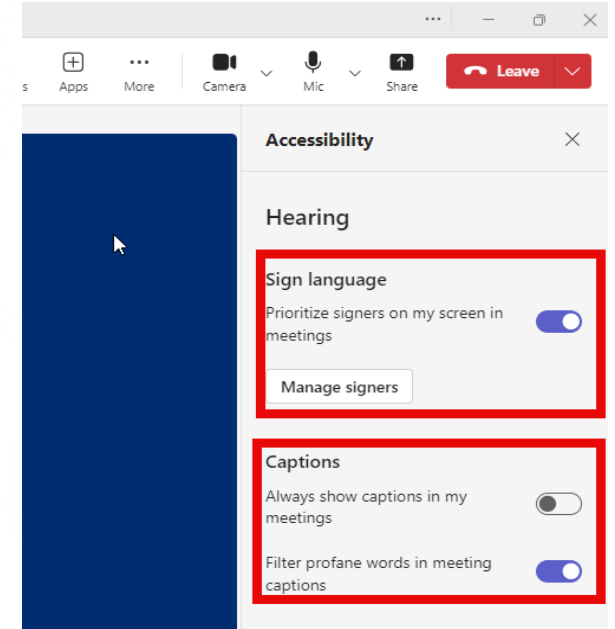 Apps
More
Camera
Mic
Share
Leave
Accessibility
Hearing
Sign language
Prioritize signers on my screen in
meetings
Manage signers
Captions
Always show captions in my
meetings
Filter profane words in meeting
captions